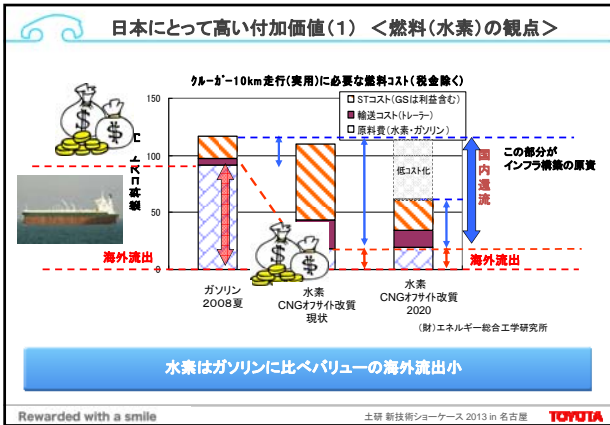 日本にとって高い付加価値(1) <燃料(水素)の観点>
クルーガー10km走行(実用)に必要な燃料コスト(税金除く)
STコスト(GSは利益含む)
輸送コスト(トレーラー)
原料費(水素・ガソリン)
150
100
50
0
低コスト化
国内還流
この部分が
インフラ構築の原資
海外流出
海外流出
ガソリン
2008夏
水素
CNGオフサイト改質
現状
水素
CNGオフサイト改質
2020
(財)エネルギー総合工学研究所
水素はガソリンに比べバリューの海外流出小
Rewarded with a smile
土研 新技術ショーケース 2013 in 名古屋
TOYOTA